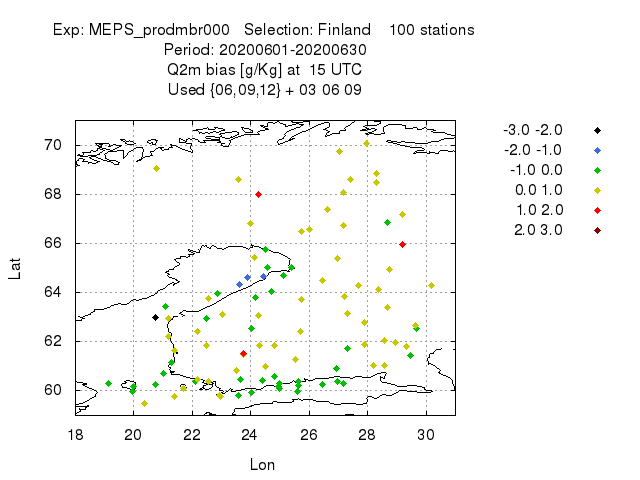 Exp: MEPS_prodmbr000 Selection: Finland 100 stations
Period: 20200601-20200630
Q2m bias [g/Kg] at 15 UTC
Used {06,09,12} + 03 06 09
70
68
66
64
62
60
Lat
18 20 22 24 26 28 30
Lon
-3.0 -2.0
-2.0 -1.0
-1.0 0.0
0.0 1.0
1.0 2.0
2.0 3.0